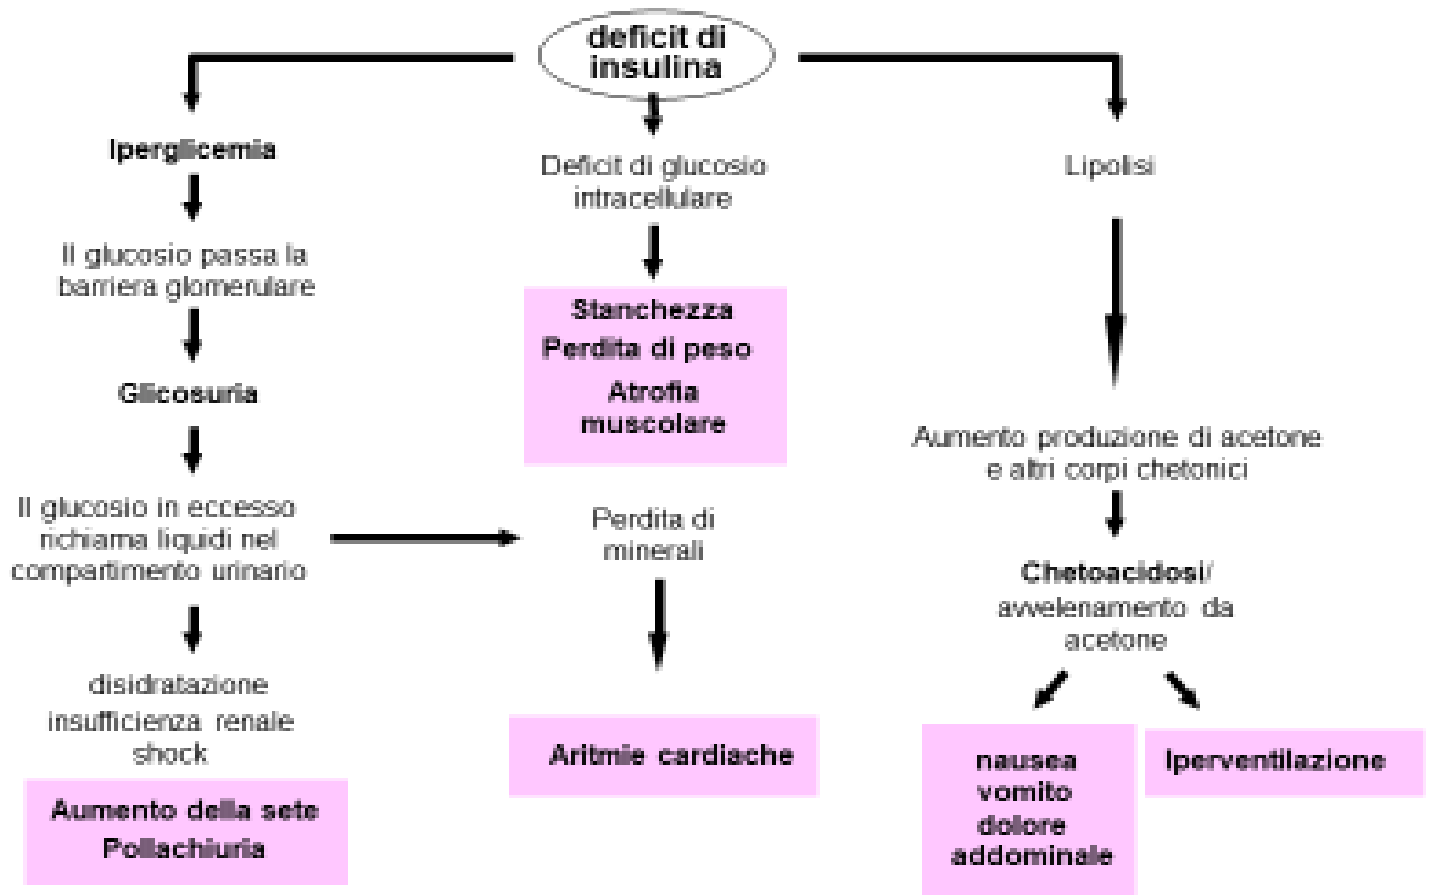 deficit di
insulina
Iperglicemia
Il glucosio passa la
barriera glomerulare
Glicosuria
Il glucosio in eccesso
richiama liquidi nel
compartimento urinario
disidratazione
insufficienza renale
shock
Aumento della sete
Pollachiuria
Deficit di glucosio
intracellulare
Stanchezza
Perdita di peso
Atrofia
muscolare
Perdita di
minerali
Aritmie cardiache
Lipolisi
Aumento produzione di acetone
e altri corpi chetonici
Chetoacidosi/
avvelenamento da
acetone
nausea
vomito
dolore
addominale
Iperventilazione